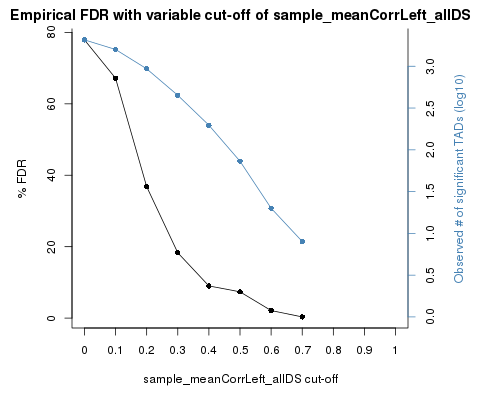 Empirical FDR with variable cut-off of sample_meanCorrLeft_allDS
80
60
40
20
0
% FDR
3.0
2.5
2.0
1.5
1.0
0.5
0.0
Observed # of significant TADs (log10)
0 0.1 0.2 0.3 0.4 0.5 0.6 0.7 0.8 0.9 1
sample_meanCorrLeft_allDS cut-off